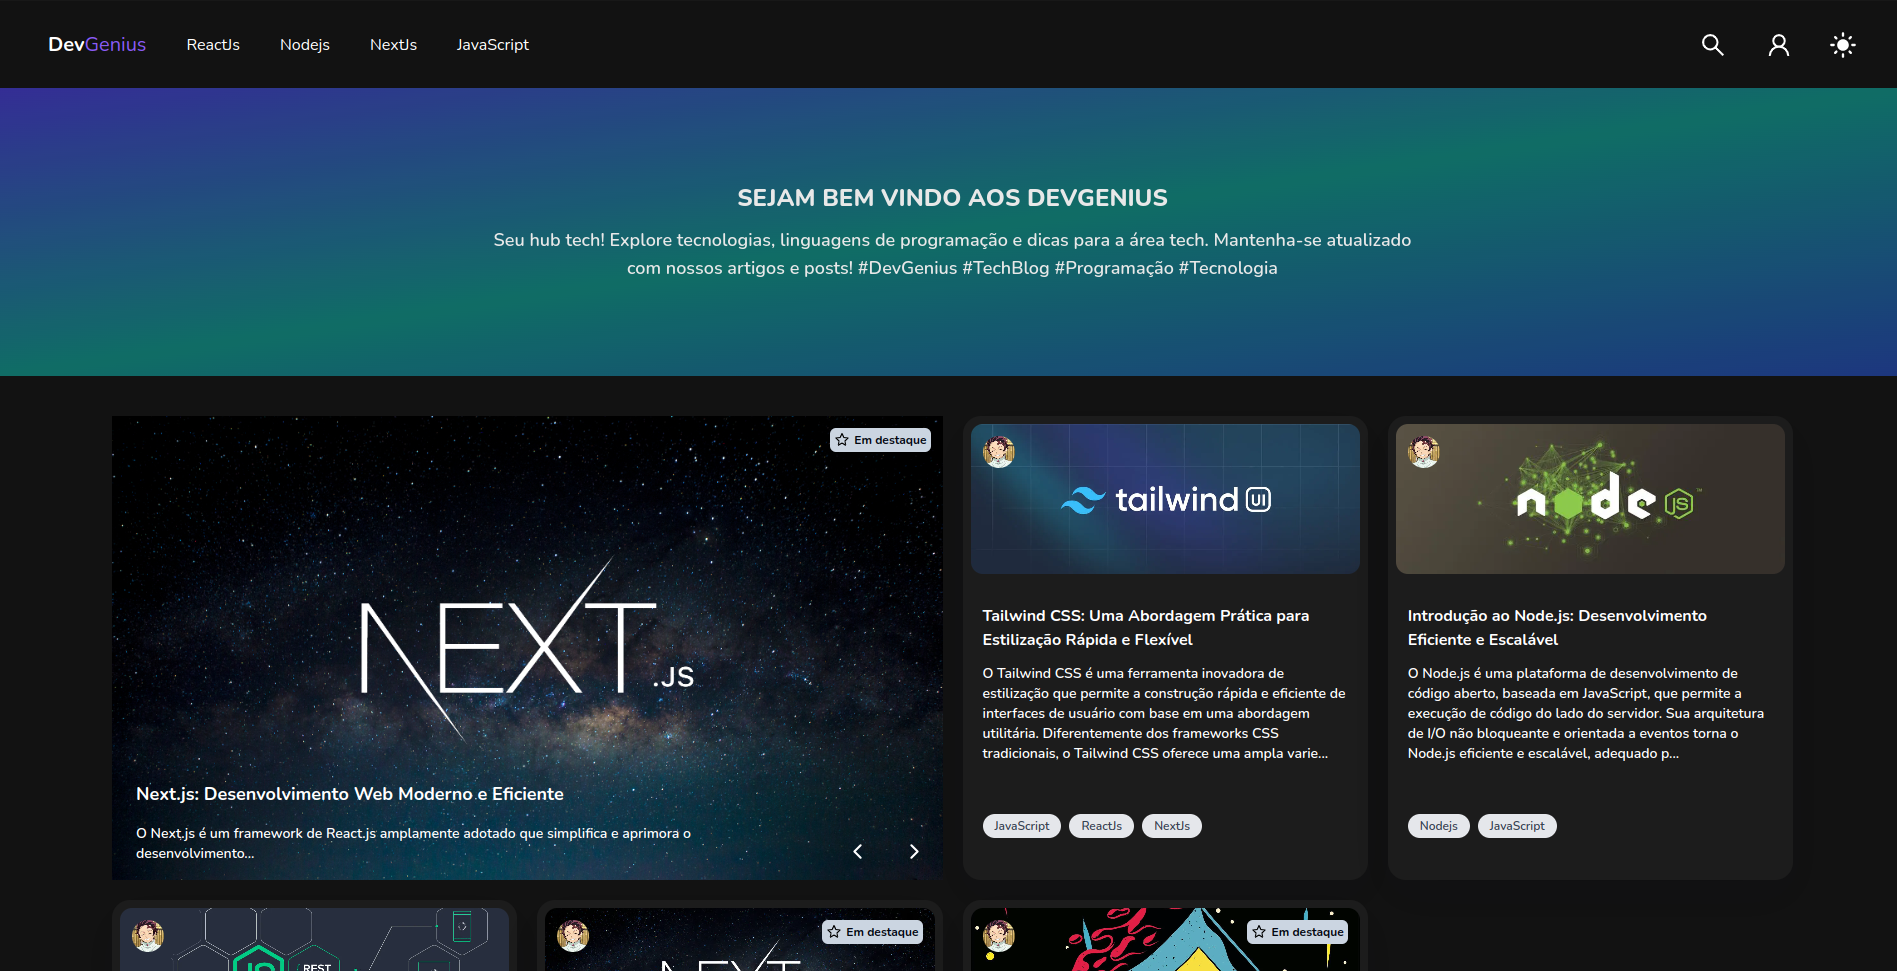 DevGenius ReactJs Nodejs NextJs JavaScript
SEJAM BEM VINDO AOS DEVGENIUS
Seu hub tech! Explore tecnologias, linguagens de programação e dicas para a área tech. Mantenha-se atualizado
com nossos artigos e posts! #DevGenius #TechBlog #Programação #Tecnologia
Em destaque
NEXT.JS
Next.js: Desenvolvimento Web Moderno e Eficiente
O Next.js é um framework de React.js amplamente adotado que simplifica e aprimora o
desenvolvimento...
tailwind UI
Tailwind CSS: Uma Abordagem Prática para
Estilização Rápida e Flexível
O Tailwind CSS é uma ferramenta inovadora de
estilização que permite a construção rápida e eficiente de
interfaces de usuário com base em uma abordagem
utilitária. Diferentemente dos frameworks CSS
tradicionais, o Tailwind CSS oferece uma ampla varie...
JavaScript ReactJs NextJs
node JS ™
Introdução ao Node.js: Desenvolvimento
Eficiente e Escalável
O Node.js é uma plataforma de desenvolvimento de
código aberto, baseada em JavaScript, que permite a
execução de código do lado do servidor. Sua arquitetura
de I/O não bloqueante e orientada a eventos torna o
Node.js eficiente e escalável, adequado p...
Nodejs JavaScript
JS
REST
Em destaque
NEXT
Em destaque